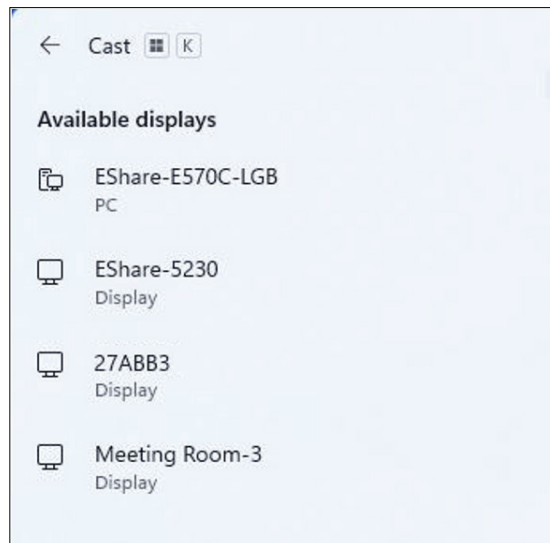 Cast K
Available displays
EShare-E570C-LGB
PC
EShare-5230
Display
27ABB3
Display
Meeting Room-3
Display